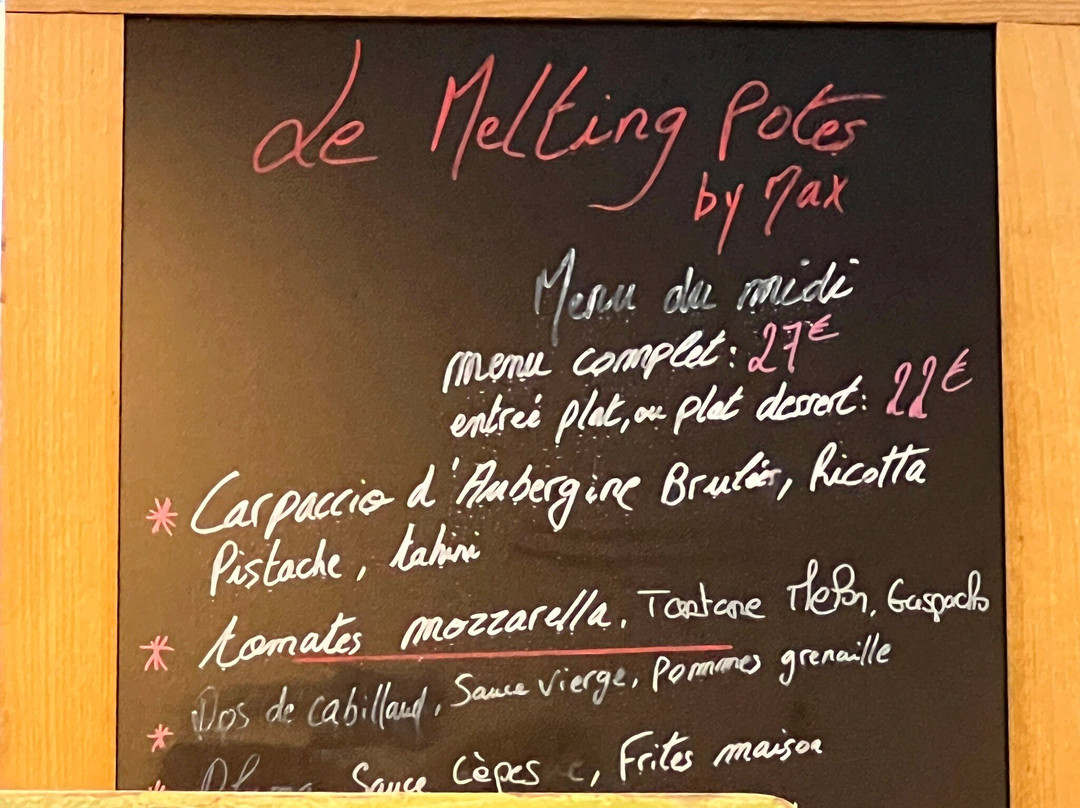 Le Melting Potes
by Max
Menu du midi
menu complet: 27€
entreé plat, ou plat dessert: 22€
* Carpaccio d'Aubergine Brulée, Ricotta
Pistache, tahini
* tomates mozzarella, Tartare Melon, Gaspacho
* Dos de cabillaud, Sauce vierge, Pommes grenaille
* Sauce Cèpes, Frites maison